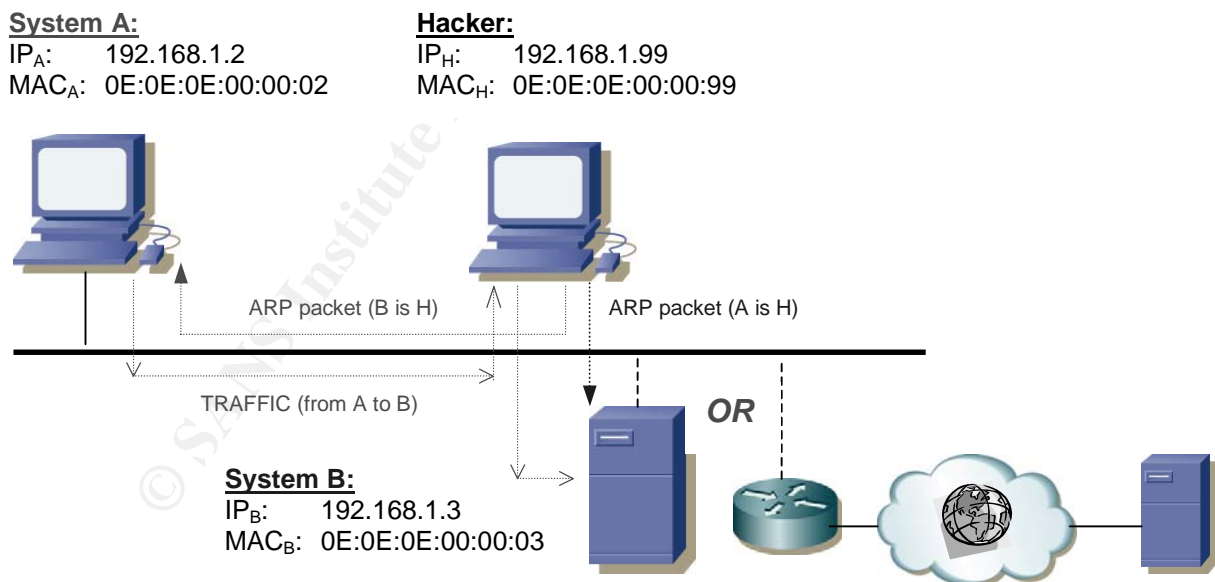 System A:
IPA: 192.168.1.2
MACA: 0E:0E:0E:00:00:02
Hacker:
IPH: 192.168.1.99
MACH: 0E:0E:0E:00:00:99
ARP packet (B is H)
ARP packet (A is H)
TRAFFIC (from A to B)
OR
System B:
IPB: 192.168.1.3
MACB: 0E:0E:0E:00:00:03
© SANS Institute